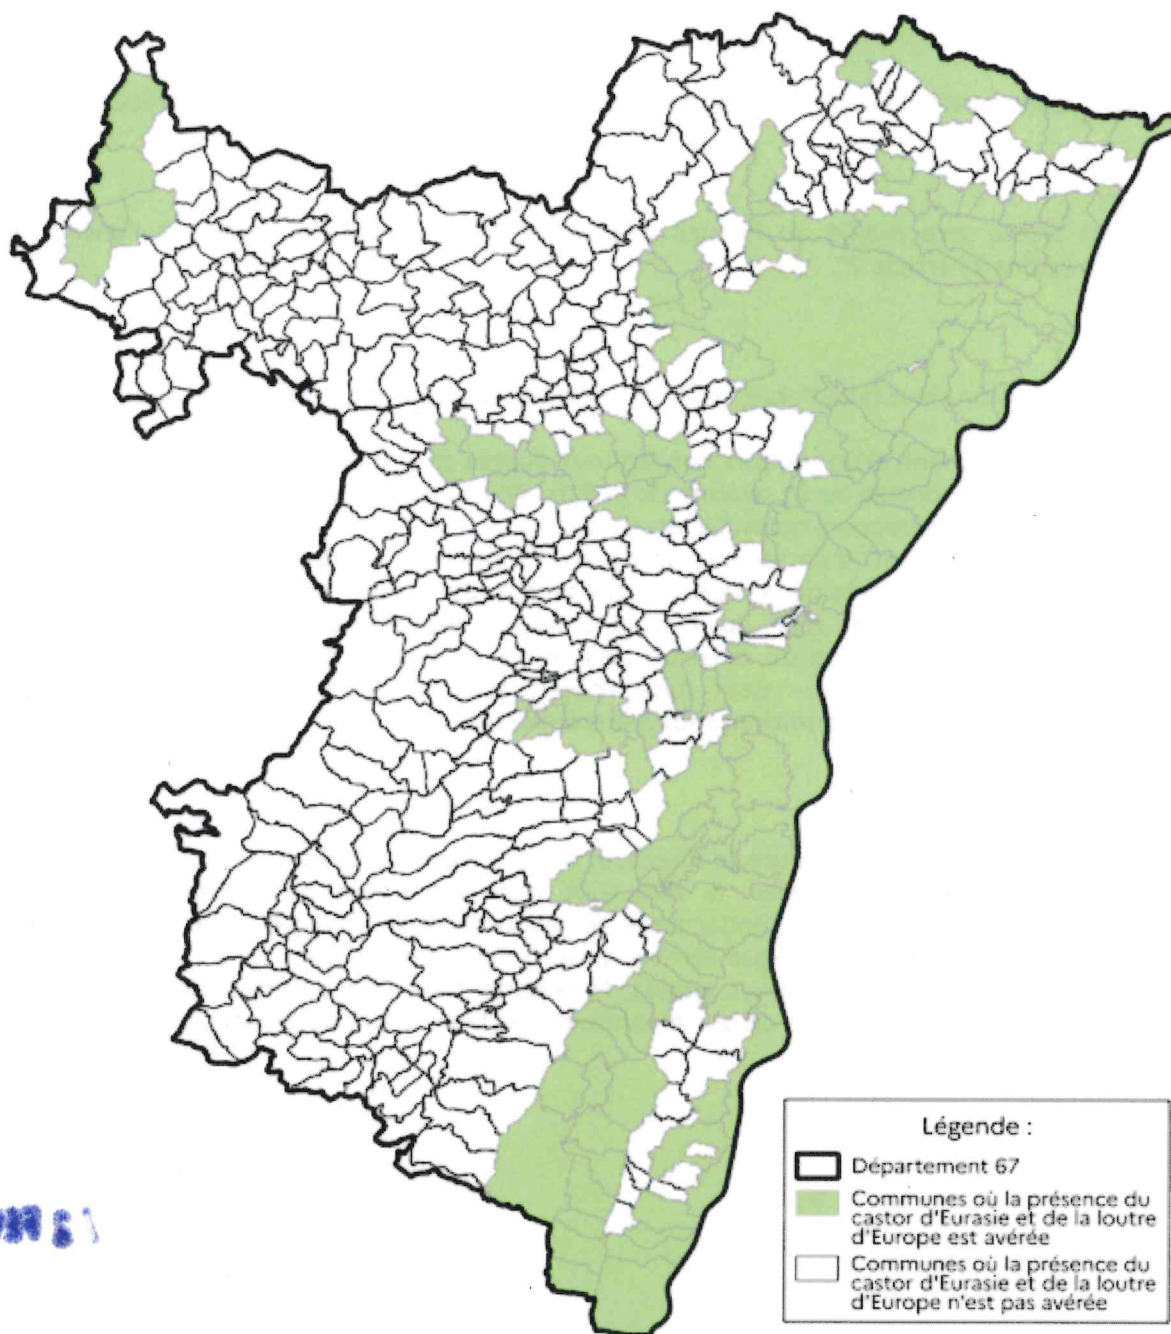 Légende :
Département 67
Communes où la présence du
castor d'Eurasie et de la loutre
d'Europe est avérée
Communes où la présence du
castor d'Eurasie et de la loutre
d'Europe n'est pas avérée